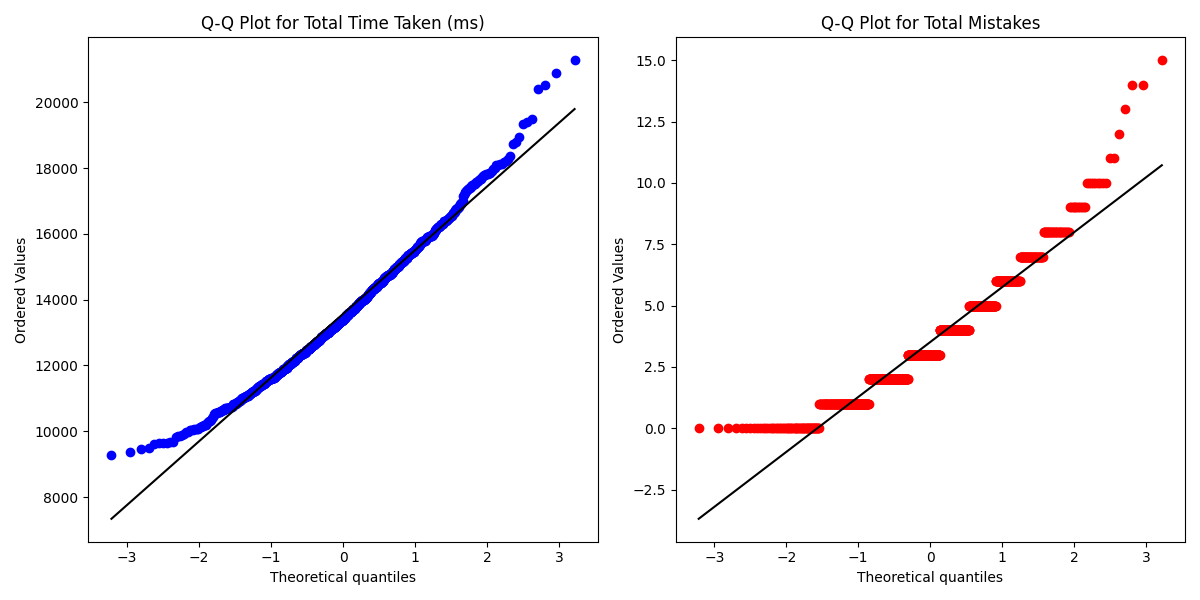 Q-Q Plot for Total Time Taken (ms)
Ordered Values
20000
18000
16000
14000
12000
10000
8000
−3 −2 −1 0 1 2 3
Theoretical quantiles
Q-Q Plot for Total Mistakes
Ordered Values
15.0
12.5
10.0
7.5
5.0
2.5
0.0
−2.5
−3 −2 −1 0 1 2 3
Theoretical quantiles